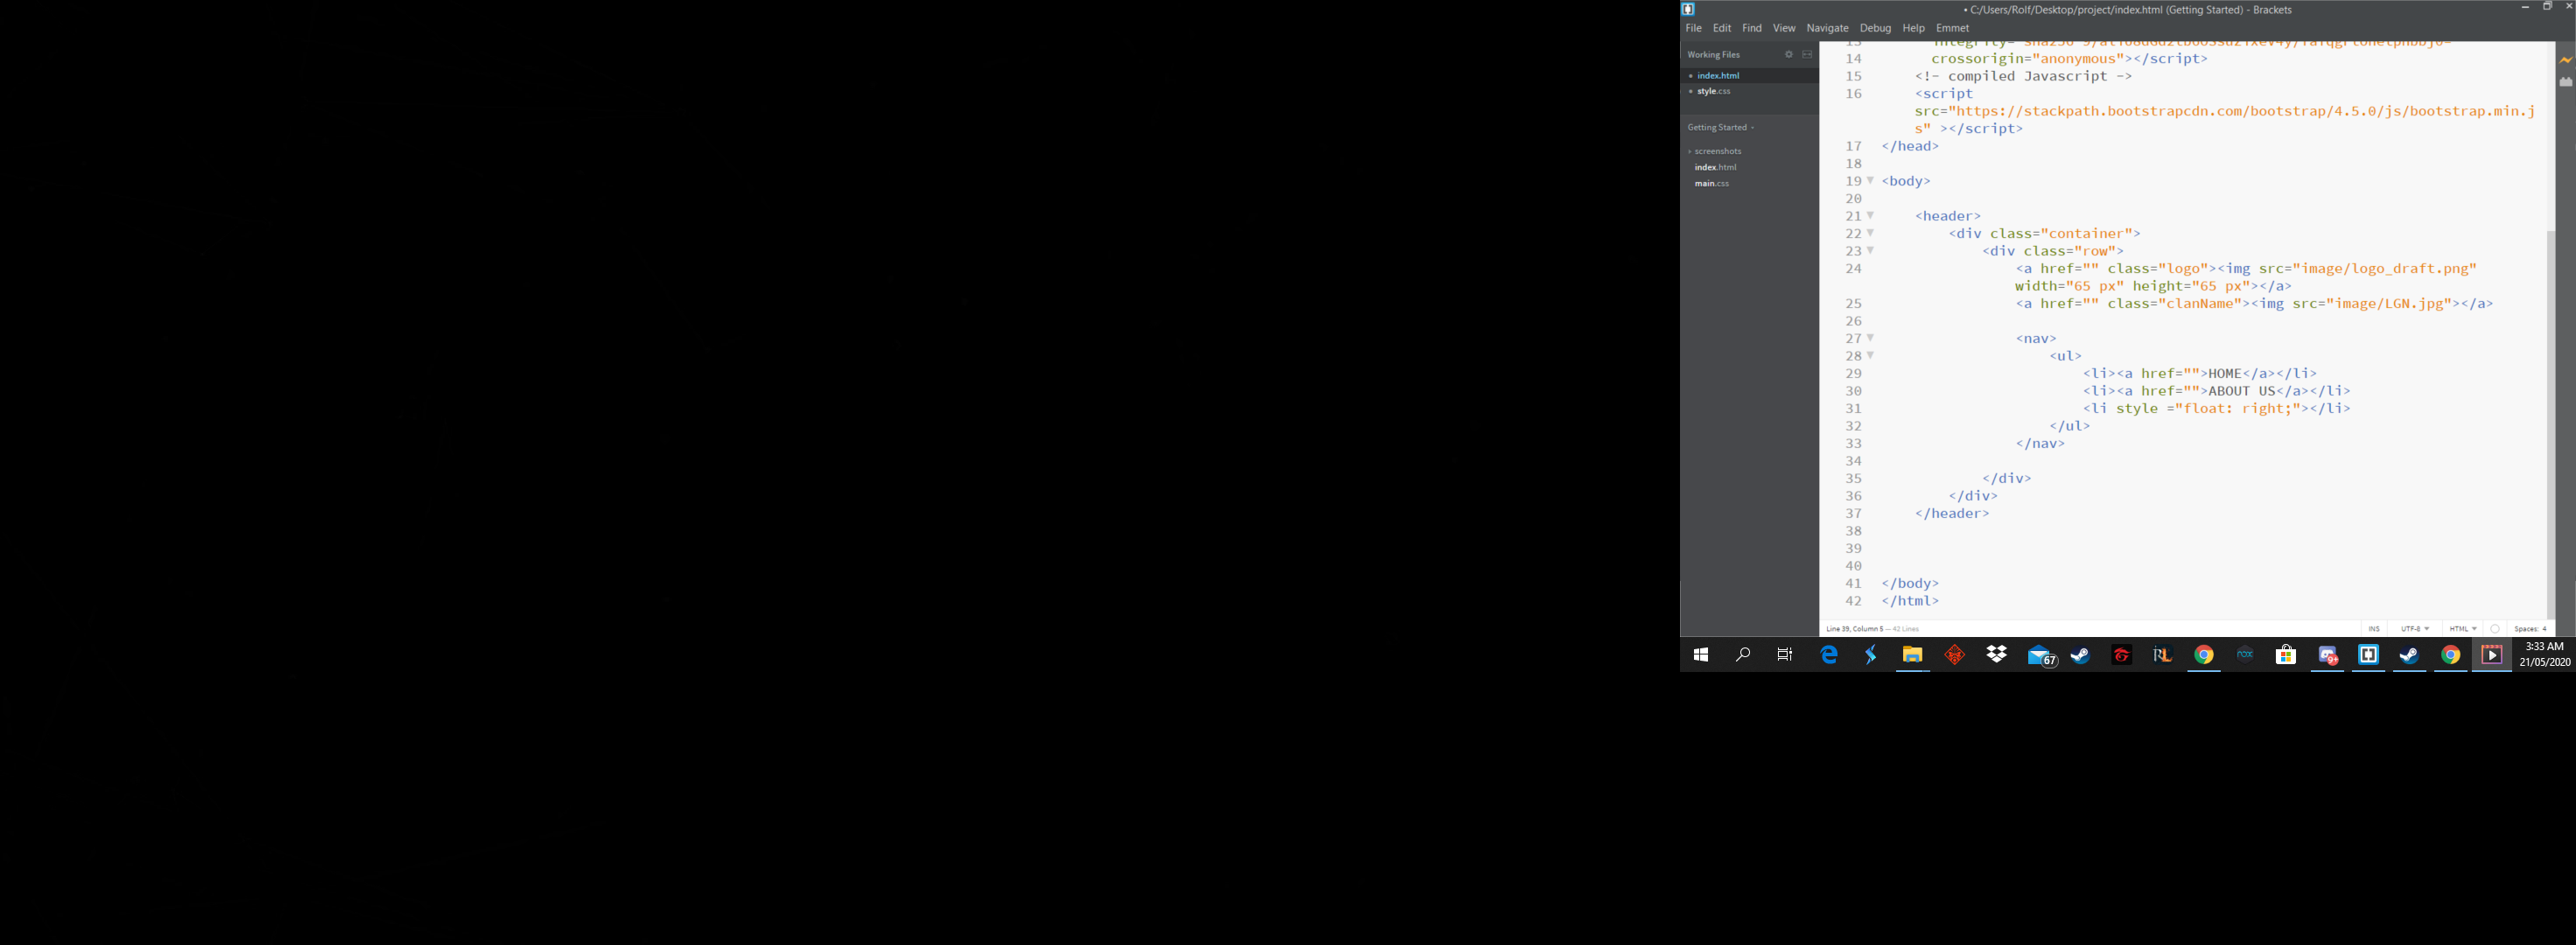 • C:/Users/Rolf/Desktop/project/index.html (Getting Started) - Brackets
File Edit Find View Navigate Debug Help Emmet
Working Files
• index.html
• style.css
Getting Started
screenshots
index.html
main.css
13
14 crossorigin="anonymous"></script>
15 <!- compiled Javascript ->
16 <script
src="https://stackpath.bootstrapcdn.com/bootstrap/4.5.0/js/bootstrap.min.j
s" ></script>
17 </head>
18
19 <body>
20
21 <header>
22 <div class="container">
23 <div class="row">
24 <a href="" class="logo"><img src="image/logo_draft.png"
width="65 px" height="65 px"></a>
25 <a href="" class="clanName"><img src="image/LGN.jpg"></a>
26
27 <nav>
28 <ul>
29 <li><a href="">HOME</a></li>
30 <li><a href="">ABOUT US</a></li>
31 <li style ="float: right;"></li>
32 </ul>
33 </nav>
34
35 </div>
36 </div>
37 </header>
38
39
40
41 </body>
42 </html>
Line 39, Column 5 — 42 Lines
INS UTF-8 HTML Spaces: 4
67
RL
nox
9+
3:33 AM
21/05/2020